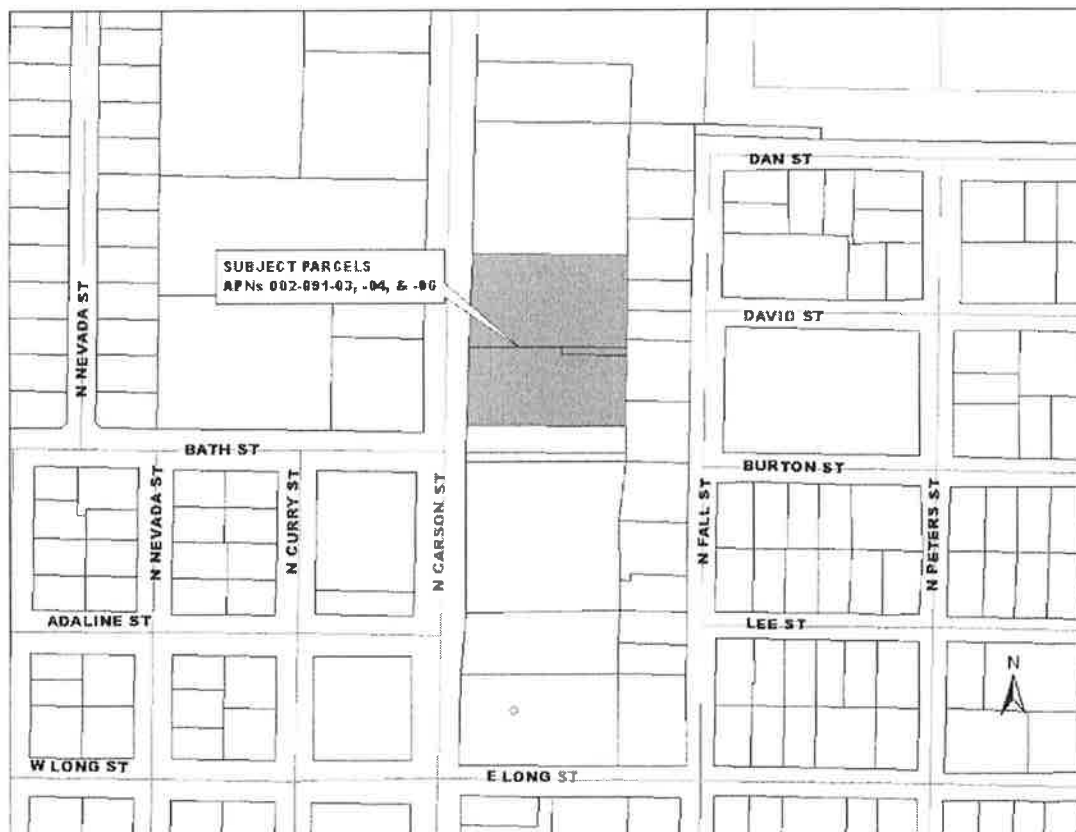 DAN ST
SUBJECT PARCELS
APNs 002-091-03, -04, & -06
N NEVADA ST
DAVID ST
BATH ST
BURTON ST
N NEVADA ST
N CURRY ST
N CARSON ST
N FALL ST
N PETERS ST
ADALINE ST
LEE ST
N
W LONG ST
E LONG ST